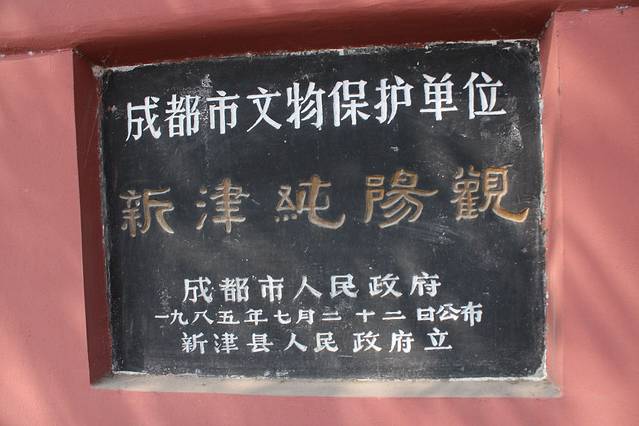 成都市文物保护单位
新津純陽觀
成都市人民政府
一九八五年七月二十二日公布
新津县人民政府立